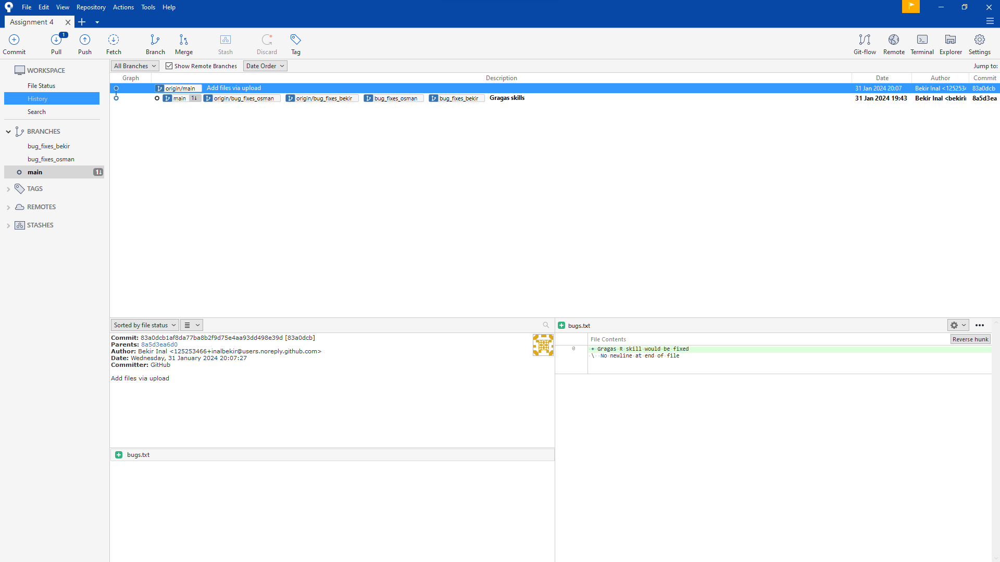 File Edit View Repository Actions Tools Help
Assignment 4
1
Commit Pull Push Fetch Branch Merge Stash Discard Tag Git-flow Remote Terminal Explorer Settings
WORKSPACE
File Status
History
Search
BRANCHES
bug_fixes_bekir
bug_fixes_osman
main 1↓
TAGS
REMOTES
STASHES
All Branches Show Remote Branches Date Order Jump to:
Graph Description Date Author Commit
origin/main Add files via upload 31 Jan 2024 20:07 Bekir Inal <1252534 83a0dcb
main 1↓ origin/bug_fixes_osman origin/bug_fixes_bekir bug_fixes_osman bug_fixes_bekir Gragas skills 31 Jan 2024 19:43 Bekir Inal <bekirin 8a5d3ea
Sorted by file status
Commit: 83a0dcb1af8da77ba8b2f9d75e4aa93dd498e39d [83a0dcb]
Parents: 8a5d3ea6d0
Author: Bekir Inal <125253466+inalbekir@users.noreply.github.com>
Date: Wednesday, 31 January 2024 20:07:27
Committer: GitHub
Add files via upload
bugs.txt
bugs.txt
File Contents Reverse hunk
0 + Gragas R skill would be fixed
\ No newline at end of file